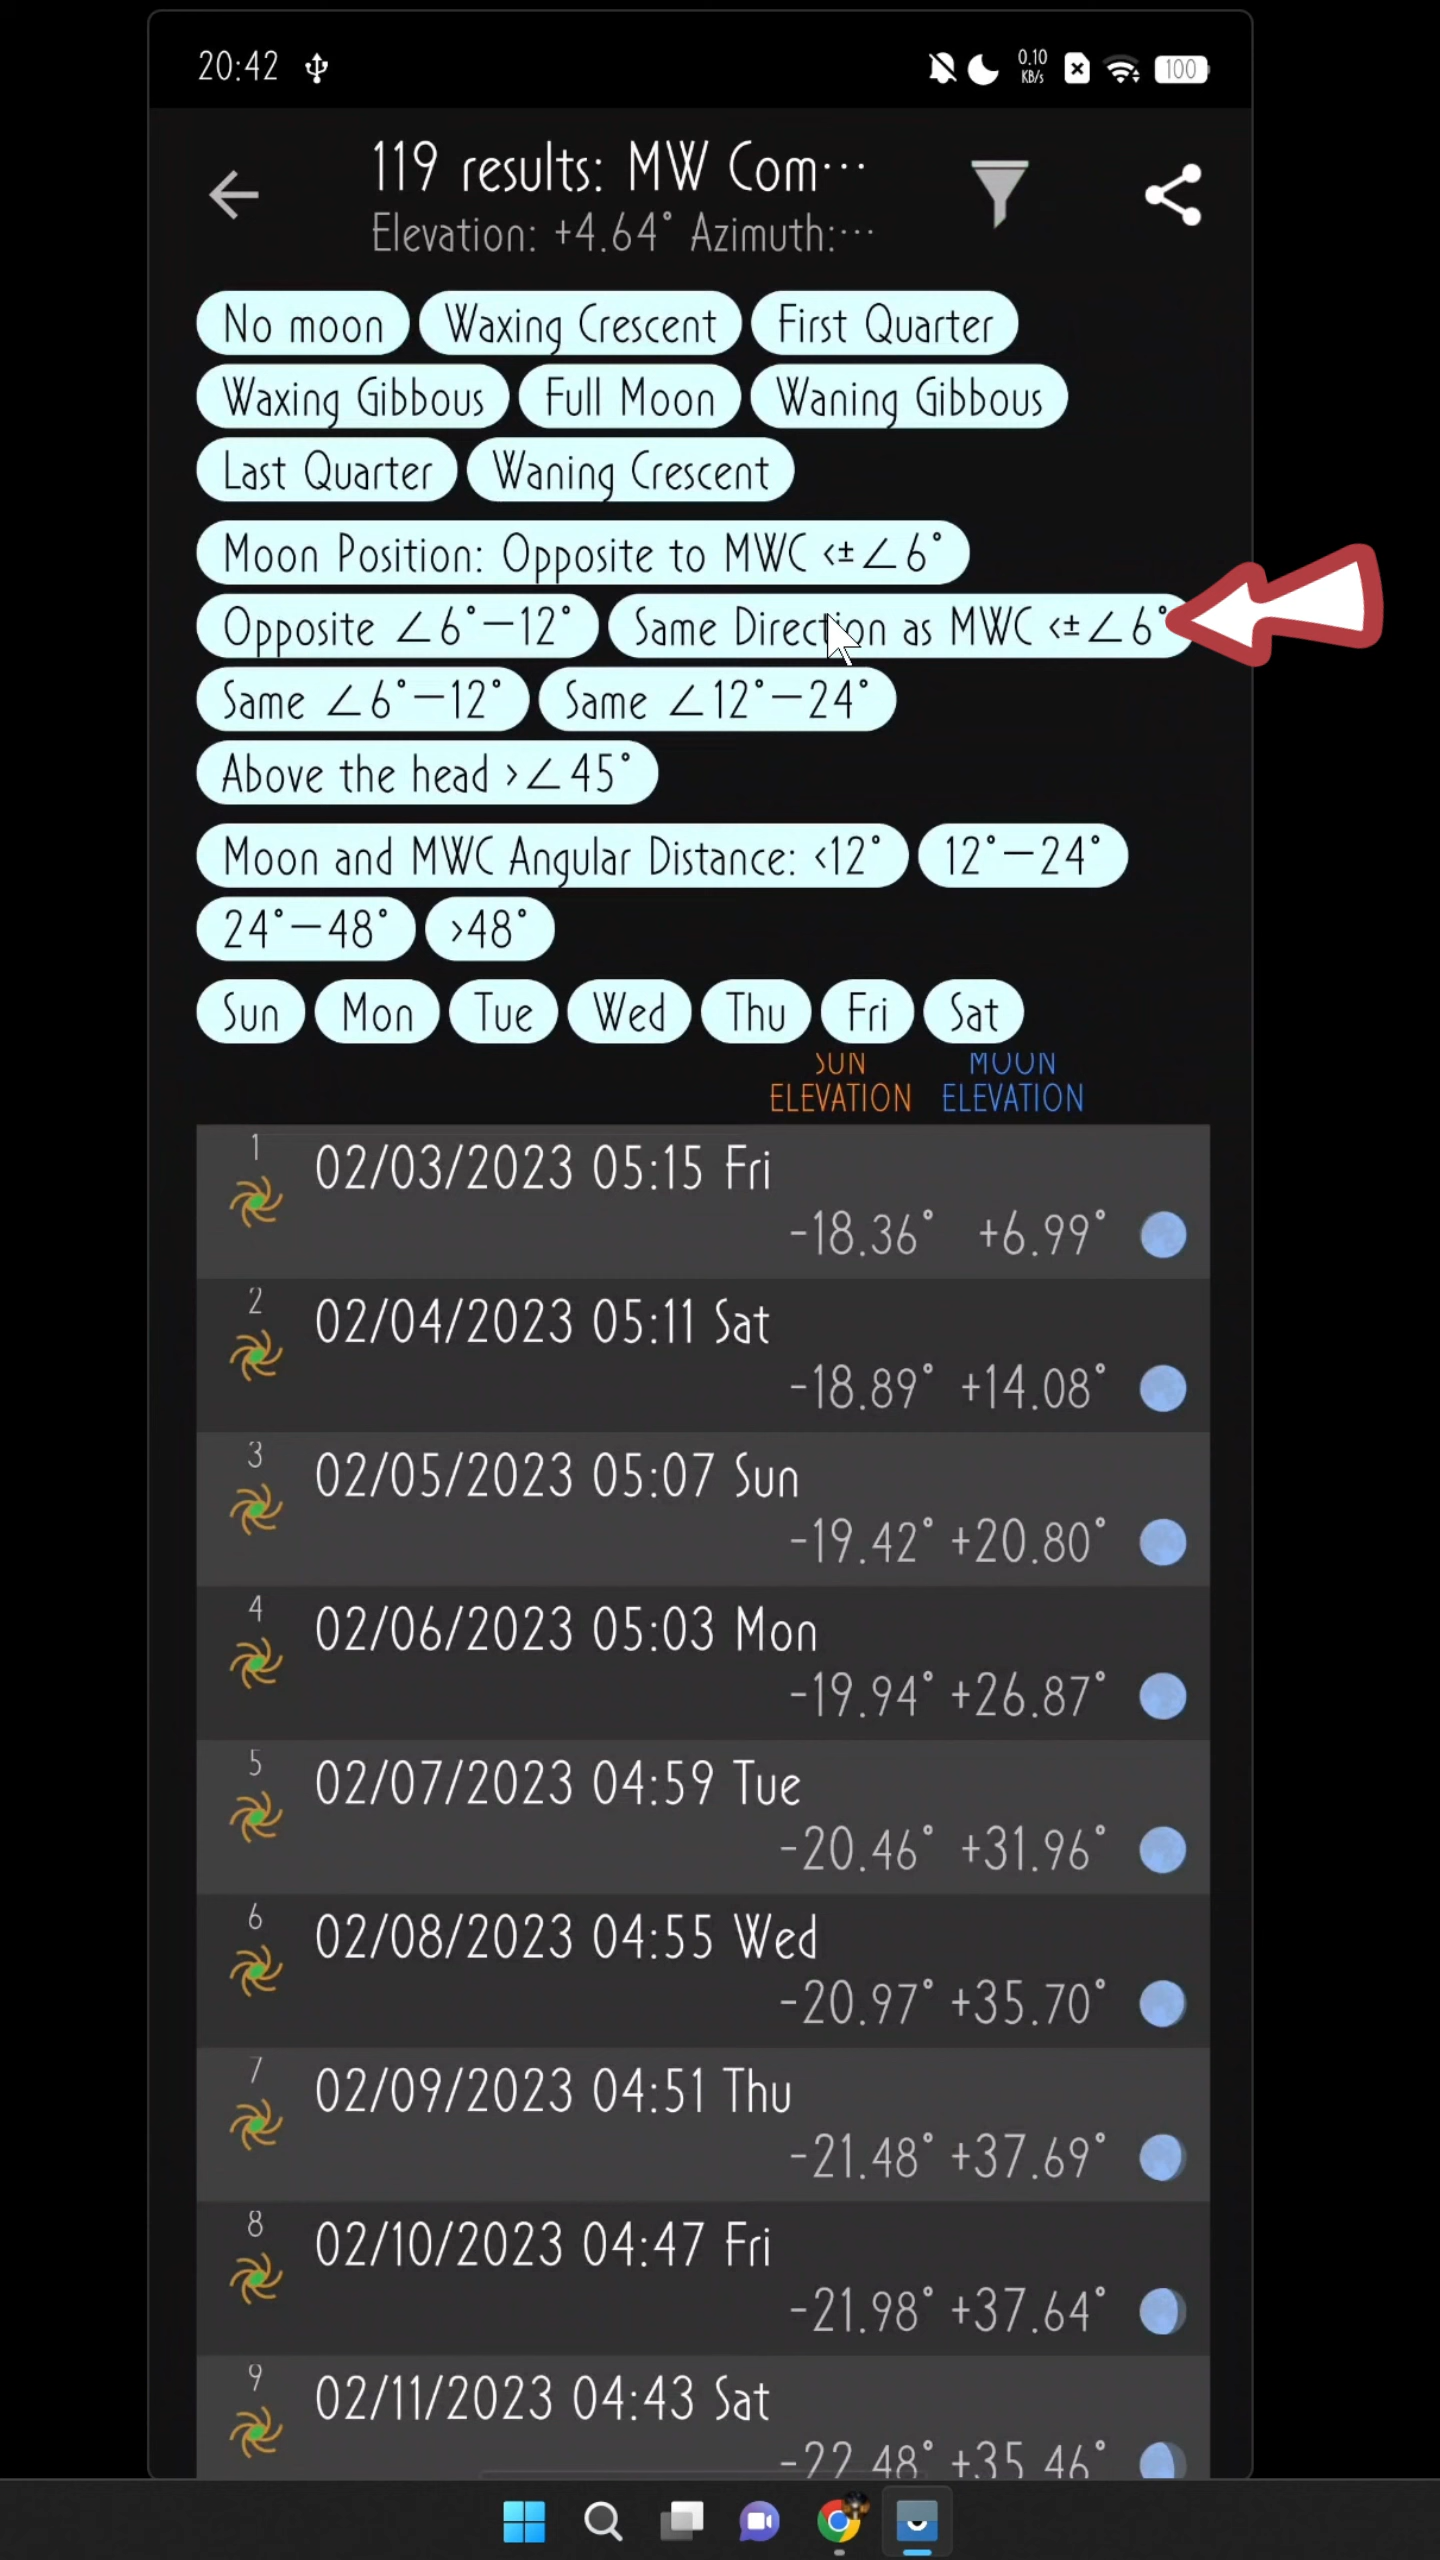 20:42
0.10
KB/s
100
119 results: MW Com···
Elevation: +4.64° Azimuth:···
No moon Waxing Crescent First Quarter
Waxing Gibbous Full Moon Waning Gibbous
Last Quarter Waning Crescent
Moon Position: Opposite to MWC <±∠6°
Opposite ∠6°—12° Same Direction as MWC <±∠6°
Same ∠6°—12° Same ∠12°—24°
Above the head >∠45°
Moon and MWC Angular Distance: <12° 12°—24°
24°—48° >48°
Sun Mon Tue Wed Thu Fri Sat
SUN MOON
ELEVATION ELEVATION
1 02/03/2023 05:15 Fri
-18.36° +6.99°
2 02/04/2023 05:11 Sat
-18.89° +14.08°
3 02/05/2023 05:07 Sun
-19.42° +20.80°
4 02/06/2023 05:03 Mon
-19.94° +26.87°
5 02/07/2023 04:59 Tue
-20.46° +31.96°
6 02/08/2023 04:55 Wed
-20.97° +35.70°
7 02/09/2023 04:51 Thu
-21.48° +37.69°
8 02/10/2023 04:47 Fri
-21.98° +37.64°
9 02/11/2023 04:43 Sat
-22.48° +35.46°